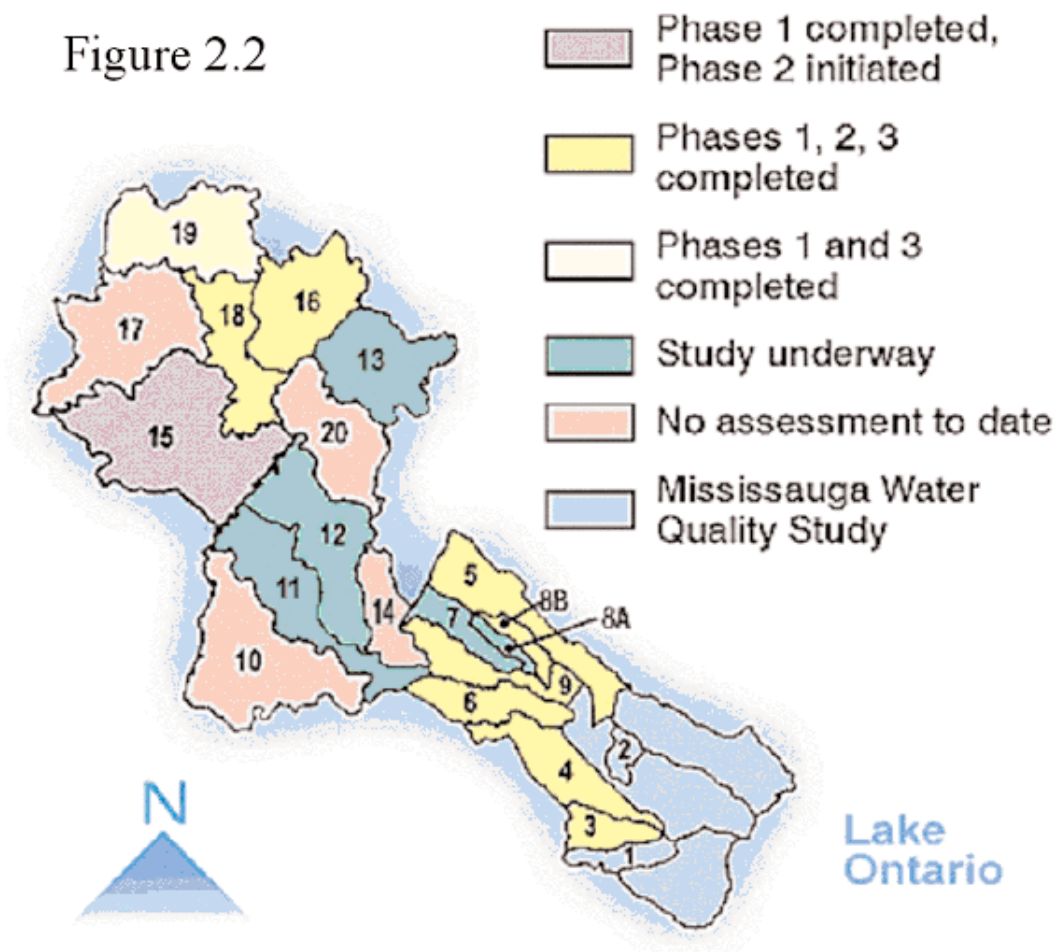 Figure 2.2
Phase 1 completed,
Phase 2 initiated
Phases 1, 2, 3
completed
Phases 1 and 3
completed
Study underway
No assessment to date
Mississauga Water
Quality Study
19
16
18
17
13
15
20
12
5
11
8B
7
8A
14
10
9
6
2
4
3
1
N
Lake
Ontario